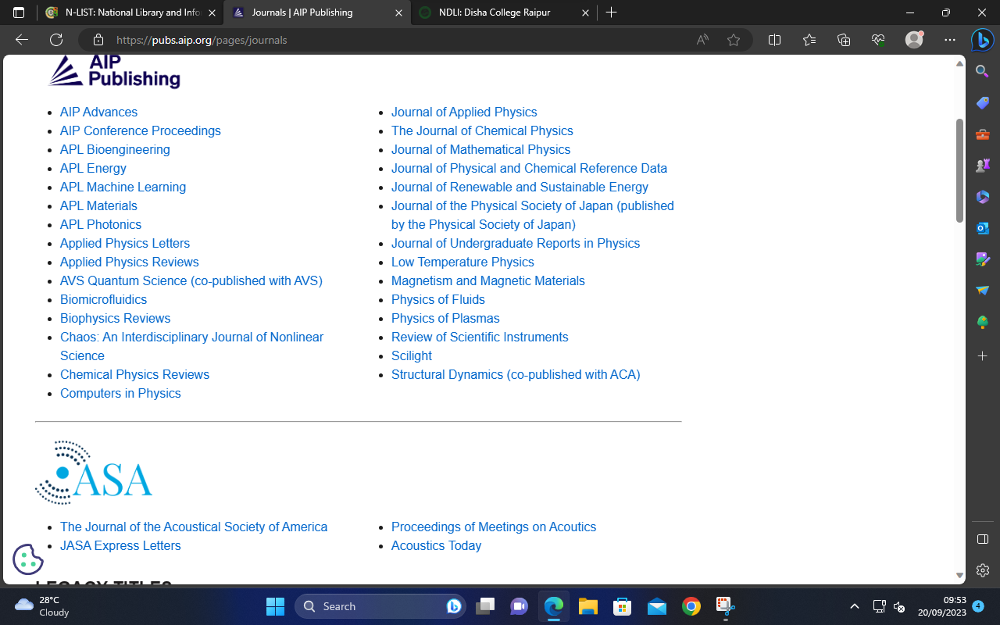 N-LIST: National Library and Info
Journals | AIP Publishing
NDLI: Disha College Raipur
https://pubs.aip.org/pages/journals
AIP
Publishing
AIP Advances
AIP Conference Proceedings
APL Bioengineering
APL Energy
APL Machine Learning
APL Materials
APL Photonics
Applied Physics Letters
Applied Physics Reviews
AVS Quantum Science (co-published with AVS)
Biomicrofluidics
Biophysics Reviews
Chaos: An Interdisciplinary Journal of Nonlinear
Science
Chemical Physics Reviews
Computers in Physics
Journal of Applied Physics
The Journal of Chemical Physics
Journal of Mathematical Physics
Journal of Physical and Chemical Reference Data
Journal of Renewable and Sustainable Energy
Journal of the Physical Society of Japan (published
by the Physical Society of Japan)
Journal of Undergraduate Reports in Physics
Low Temperature Physics
Magnetism and Magnetic Materials
Physics of Fluids
Physics of Plasmas
Review of Scientific Instruments
Scilight
Structural Dynamics (co-published with ACA)
ASA
The Journal of the Acoustical Society of America
JASA Express Letters
Proceedings of Meetings on Acoutics
Acoustics Today
LEGACY TITLES
28°C
Cloudy
Search
09:53
20/09/2023
4